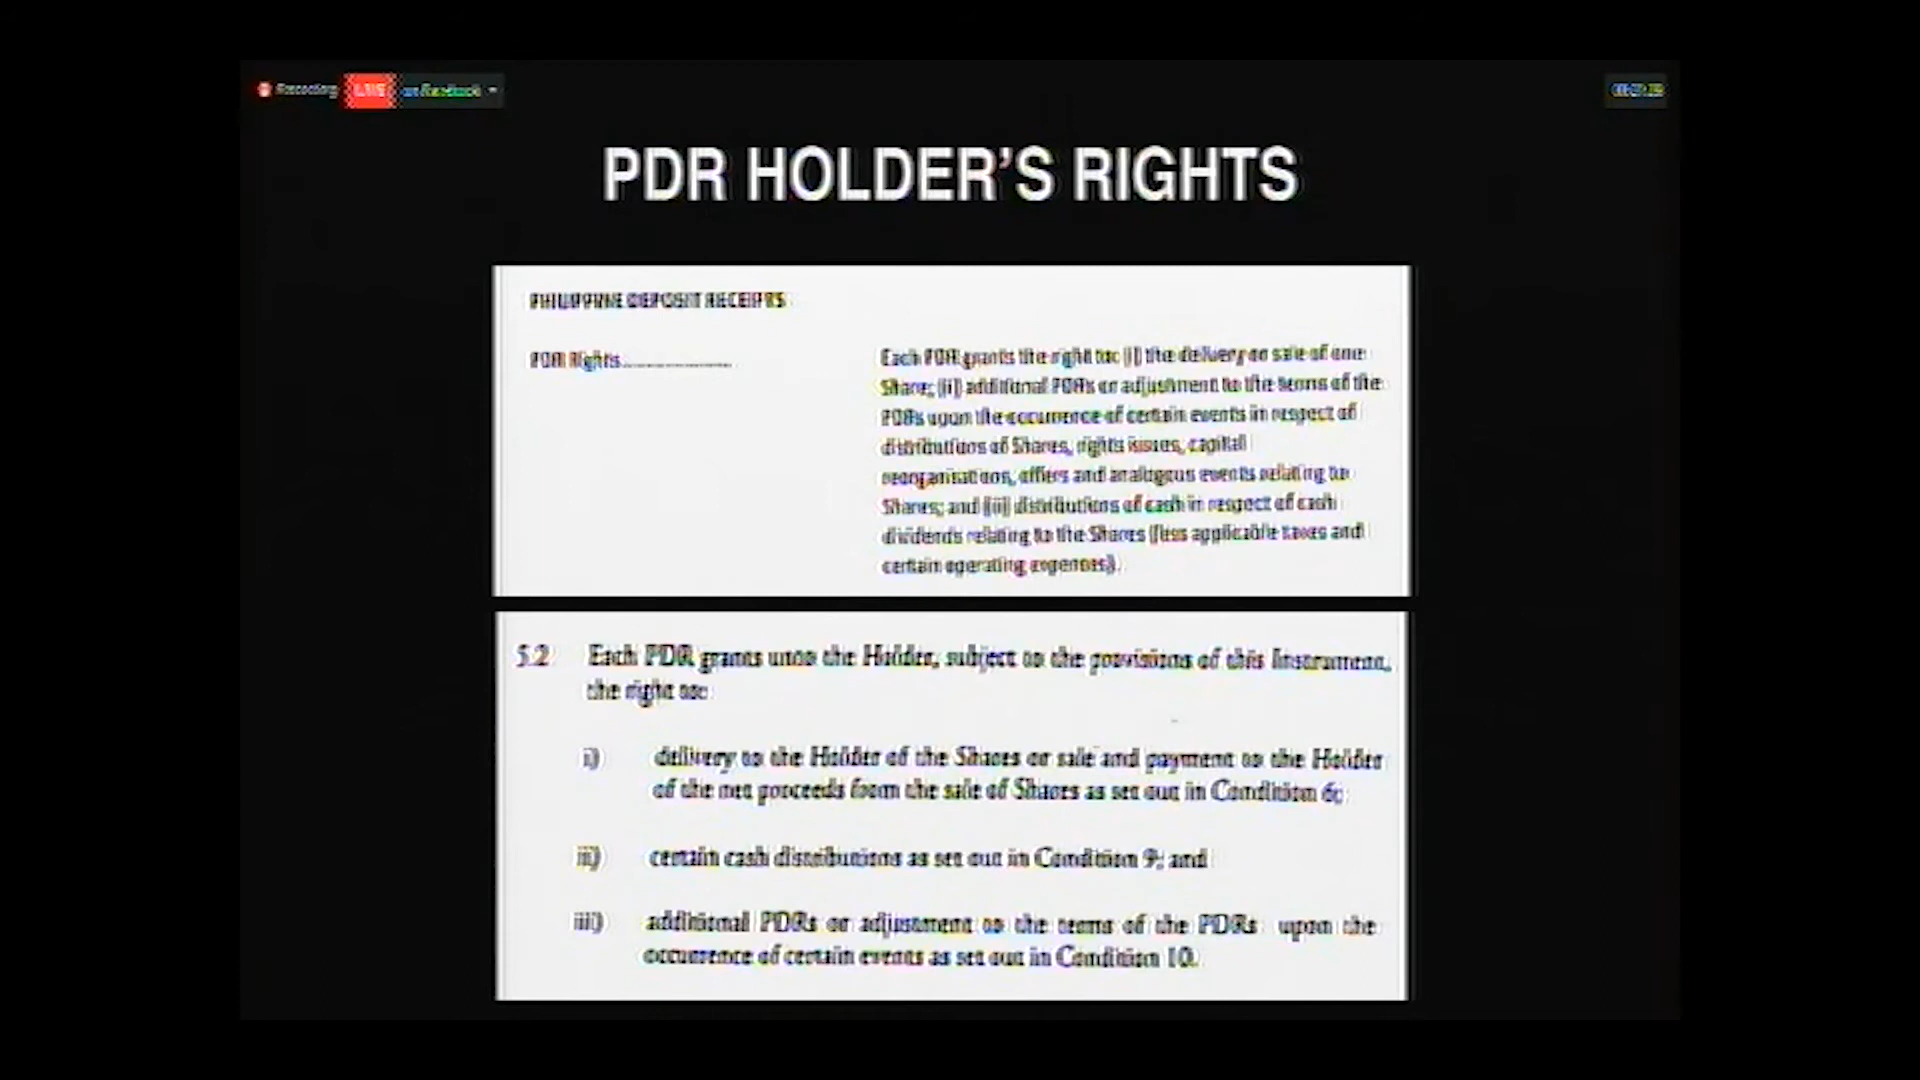 Recording LIVE on Facebook
PDR HOLDER'S RIGHTS
PHILIPPINE DEPOSIT RECEIPTS
PDR Rights....................
Each PDR grants the right to: (i) the delivery or sale of one
Share; (ii) additional PDRs or adjustment to the terms of the
PDRs upon the occurrence of certain events in respect of
distributions of Shares, rights issues, capital
reorganisations, offers and analogous events relating to
Shares; and (iii) distributions of cash in respect of cash
dividends relating to the Shares (less applicable taxes and
certain operating expenses).
5.2 Each PDR grants unto the Holder, subject to the provisions of this Instrument,
the right to:
i) delivery to the Holder of the Shares or sale and payment to the Holder
of the net proceeds from the sale of Shares as set out in Condition 6;
ii) certain cash distributions as set out in Condition 9; and
iii) additional PDRs or adjustment to the terms of the PDRs upon the
occurrence of certain events as set out in Condition 10.